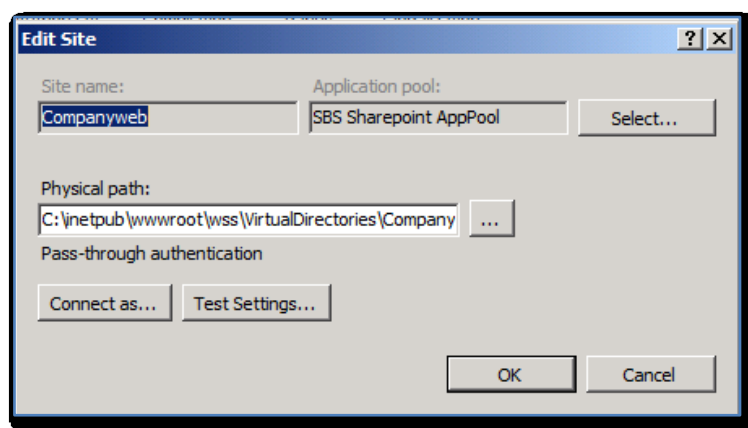 Edit Site
? X
Site name: Application pool:
Companyweb SBS Sharepoint AppPool Select...
Physical path:
C:\inetpub\wwwroot\wss\VirtualDirectories\Company ...
Pass-through authentication
Connect as... Test Settings...
OK Cancel